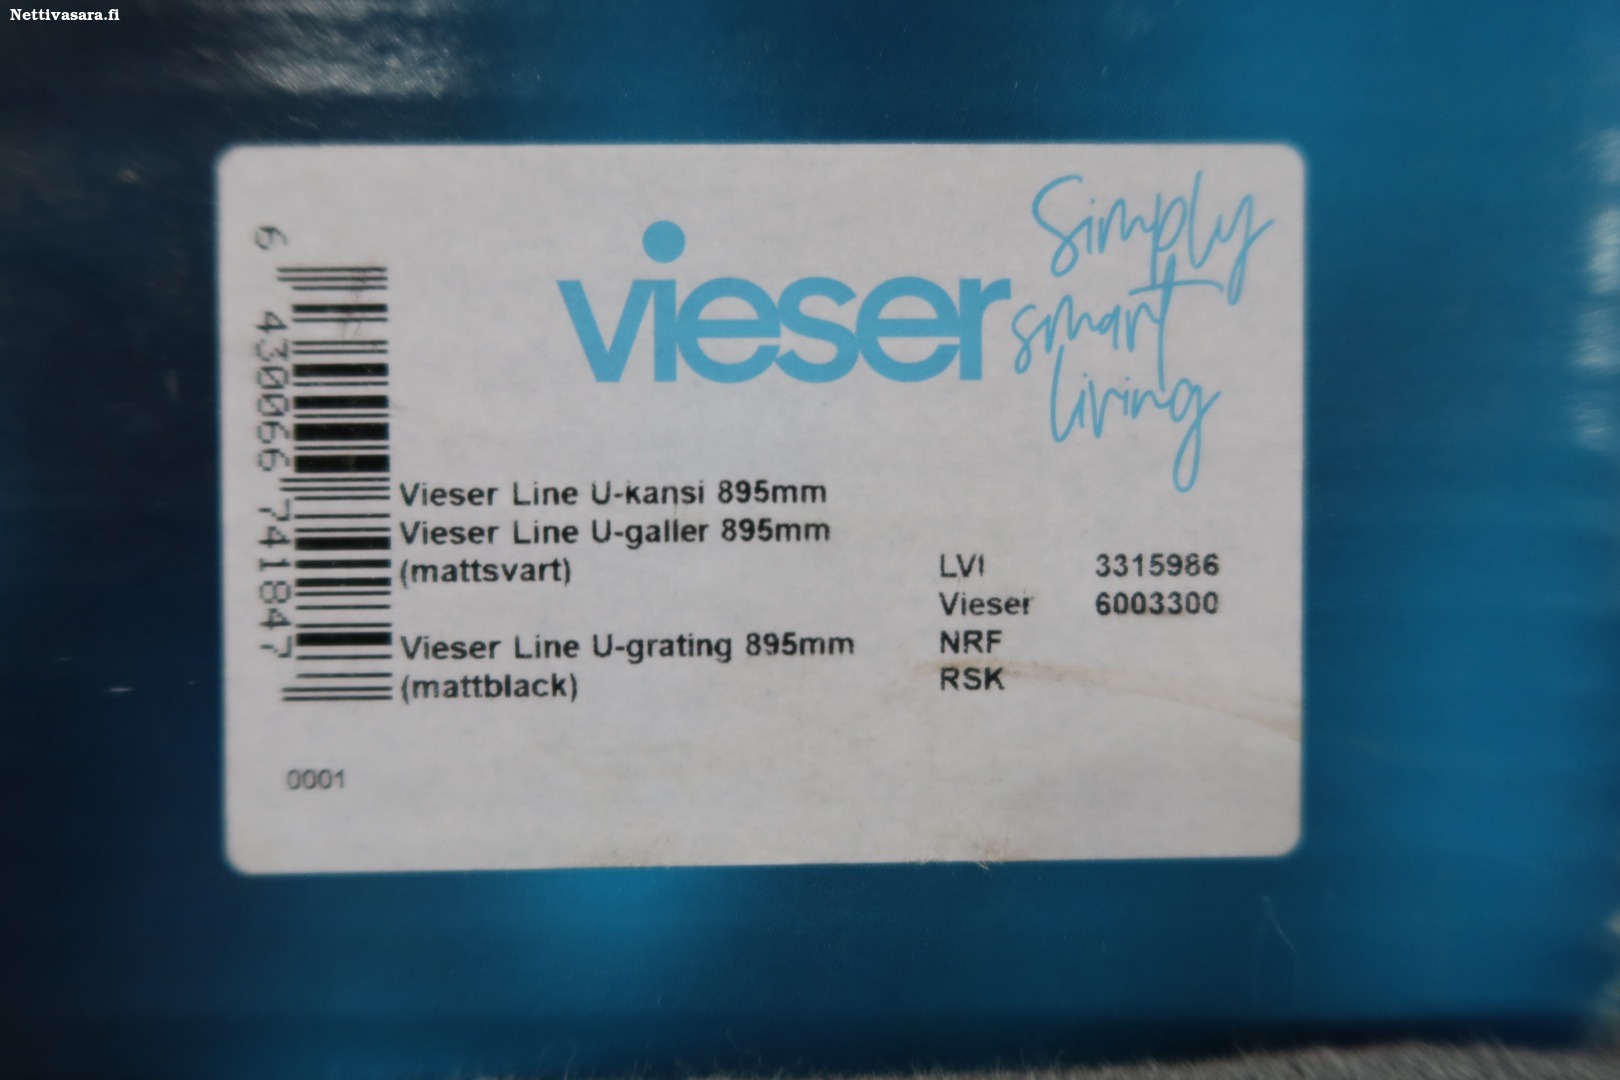 Nettivasara.fi
vieser
Simply
smart
living
6 430066 741847
Vieser Line U-kansi 895mm
Vieser Line U-galler 895mm
(mattsvart)
Vieser Line U-grating 895mm
(mattblack)
LVI 3315986
Vieser 6003300
NRF
RSK
0001